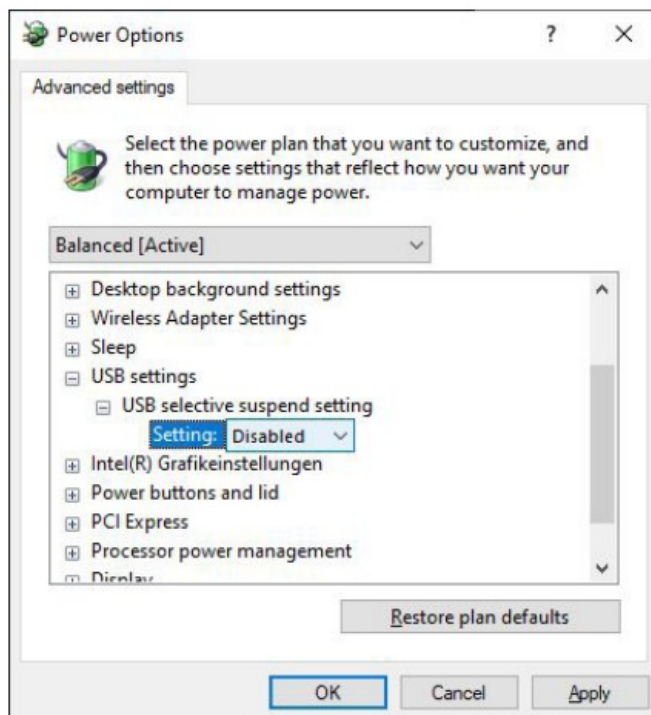 Power Options
Advanced settings
Select the power plan that you want to customize, and
then choose settings that reflect how you want your
computer to manage power.
Balanced [Active]
Desktop background settings
Wireless Adapter Settings
Sleep
USB settings
USB selective suspend setting
Setting: Disabled
Intel(R) Grafikeinstellungen
Power buttons and lid
PCI Express
Processor power management
Display
Restore plan defaults
OK Cancel Apply